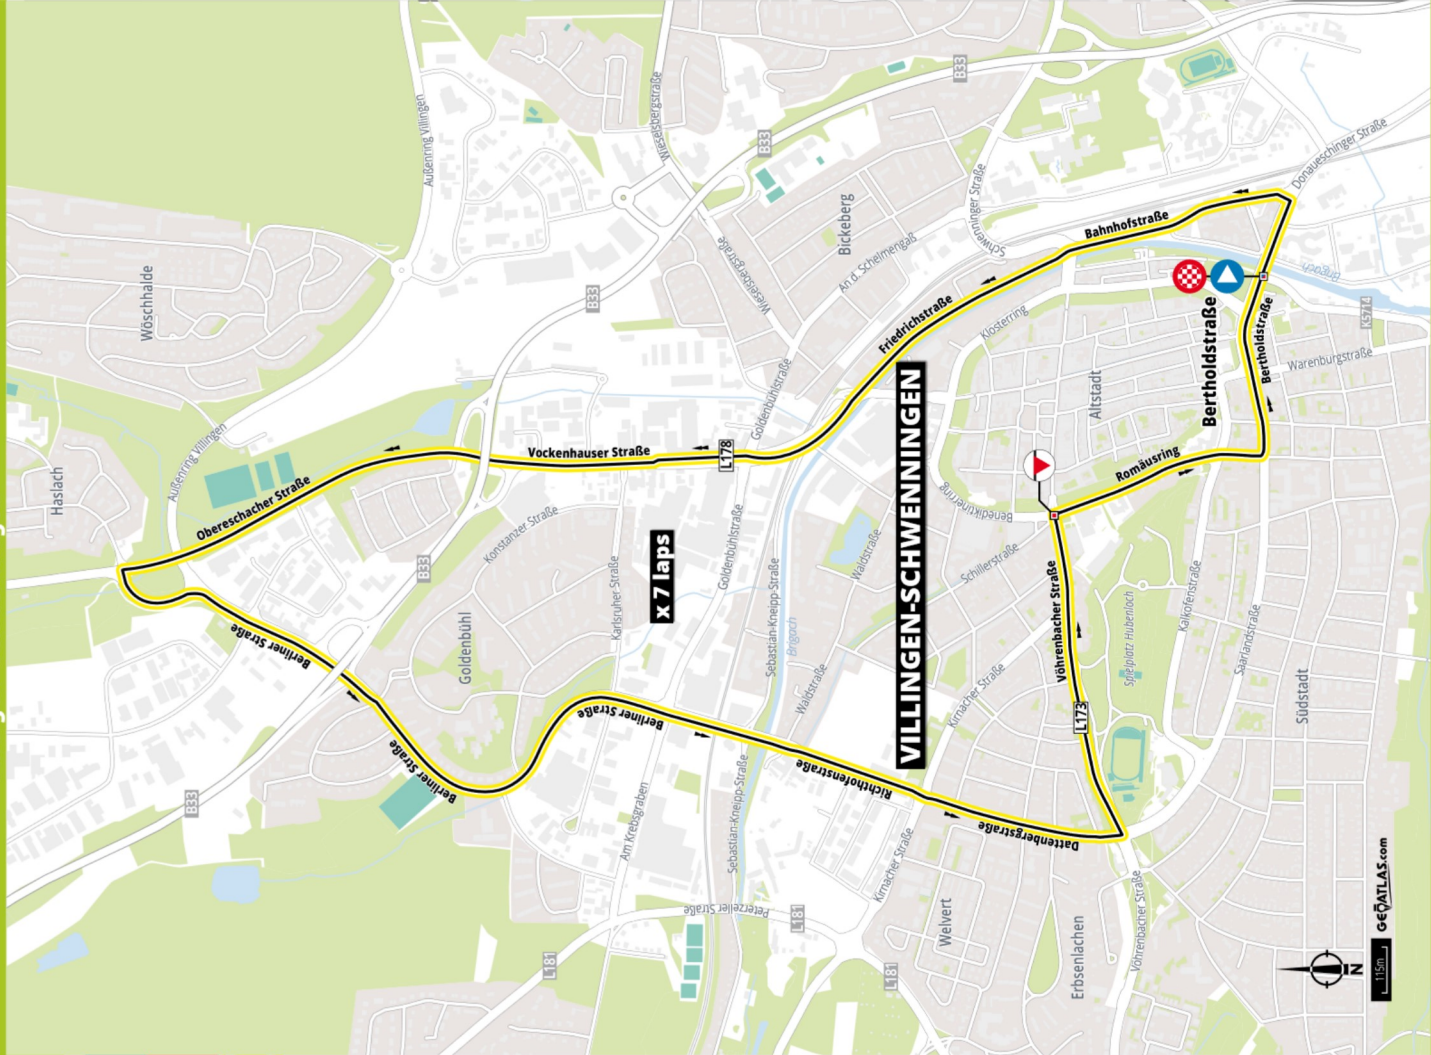 Außenring Villingen
Wieselsbergstraße
B33
B33
Wöschhalde
Bickeberg
Donaueschinger Straße
Schwenninger Straße
Bahnhofstraße
Wieselsbergstraße
An d. Schelmengaß
B33
Brigach
K5714
Friedrichstraße
Klosterring
Bertholdstraße
Bertholdstraße
Warenburgstraße
Altstadt
Goldenbühlstraße
Haslach
Außenring Villingen
Vockenhauser Straße
L178
Obereschacher Straße
Romäusring
Benediktinerring
VILLINGEN-SCHWENNINGEN
Konstanzer Straße
Goldenbühlstraße
Waldstraße
Schillerstraße
B33
x 7 laps
Karlsruher Straße
Sebastian-Kneipp-Straße
Brigach
Vöhrenbacher Straße
Spielplatz Hubenloch
Kalkofenstraße
Saarlandstraße
Südstadt
Berliner Straße
Goldenbühl
Waldstraße
Kirnacher Straße
L173
Berliner Straße
Berliner Straße
Richthofenstraße
B33
Am Krebsgraben
Sebastian-Kneipp-Straße
Dattenbergstraße
Kirnacher Straße
Peterzeller Straße
L181
L181
L181
Welvert
Erbsenlachen
Vöhrenbacher Straße
N
115m
GEOATLAS.com